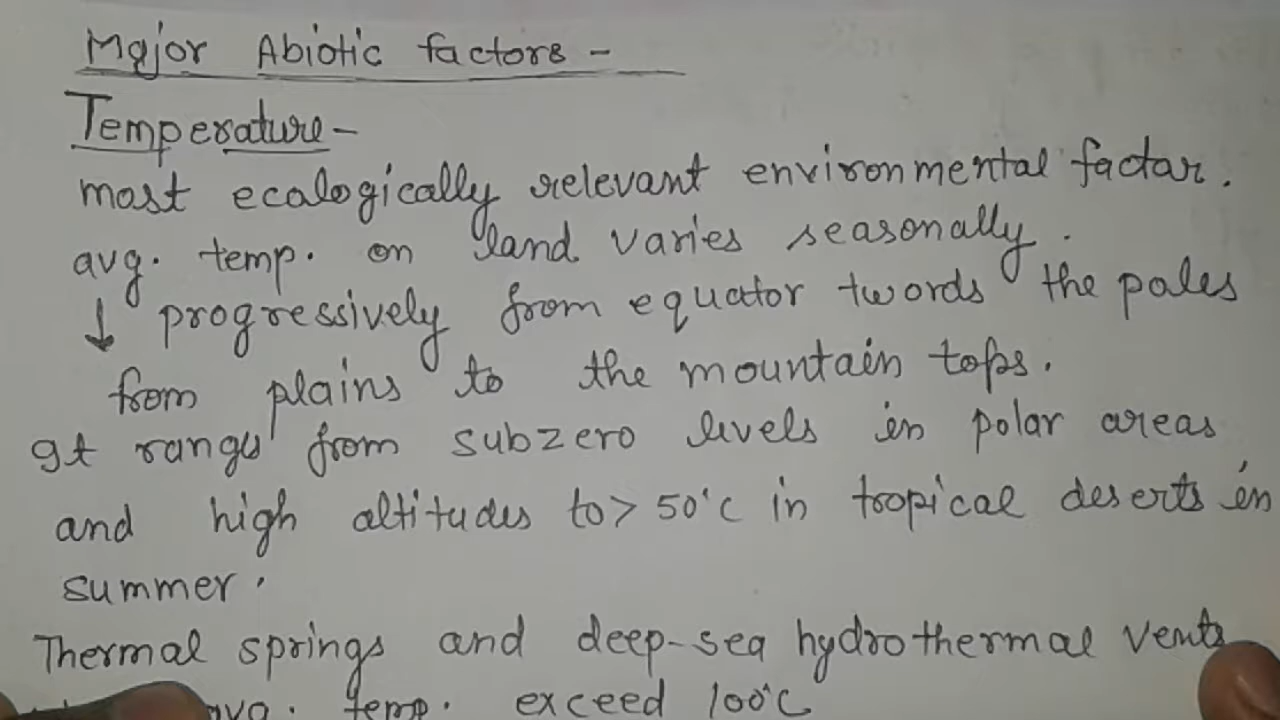 Major Abiotic factors -
Temperature -
most ecologically relevant environmental factor.
avg. temp. on land varies seasonally.
↓ progressively from equator twords the poles
from plains to the mountain tops.
It range from subzero levels in polar areas
and high altitudes to > 50°C in tropical deserts in
summer.
Thermal springs and deep-sea hydrothermal vents
avg. temp. exceed 100°C